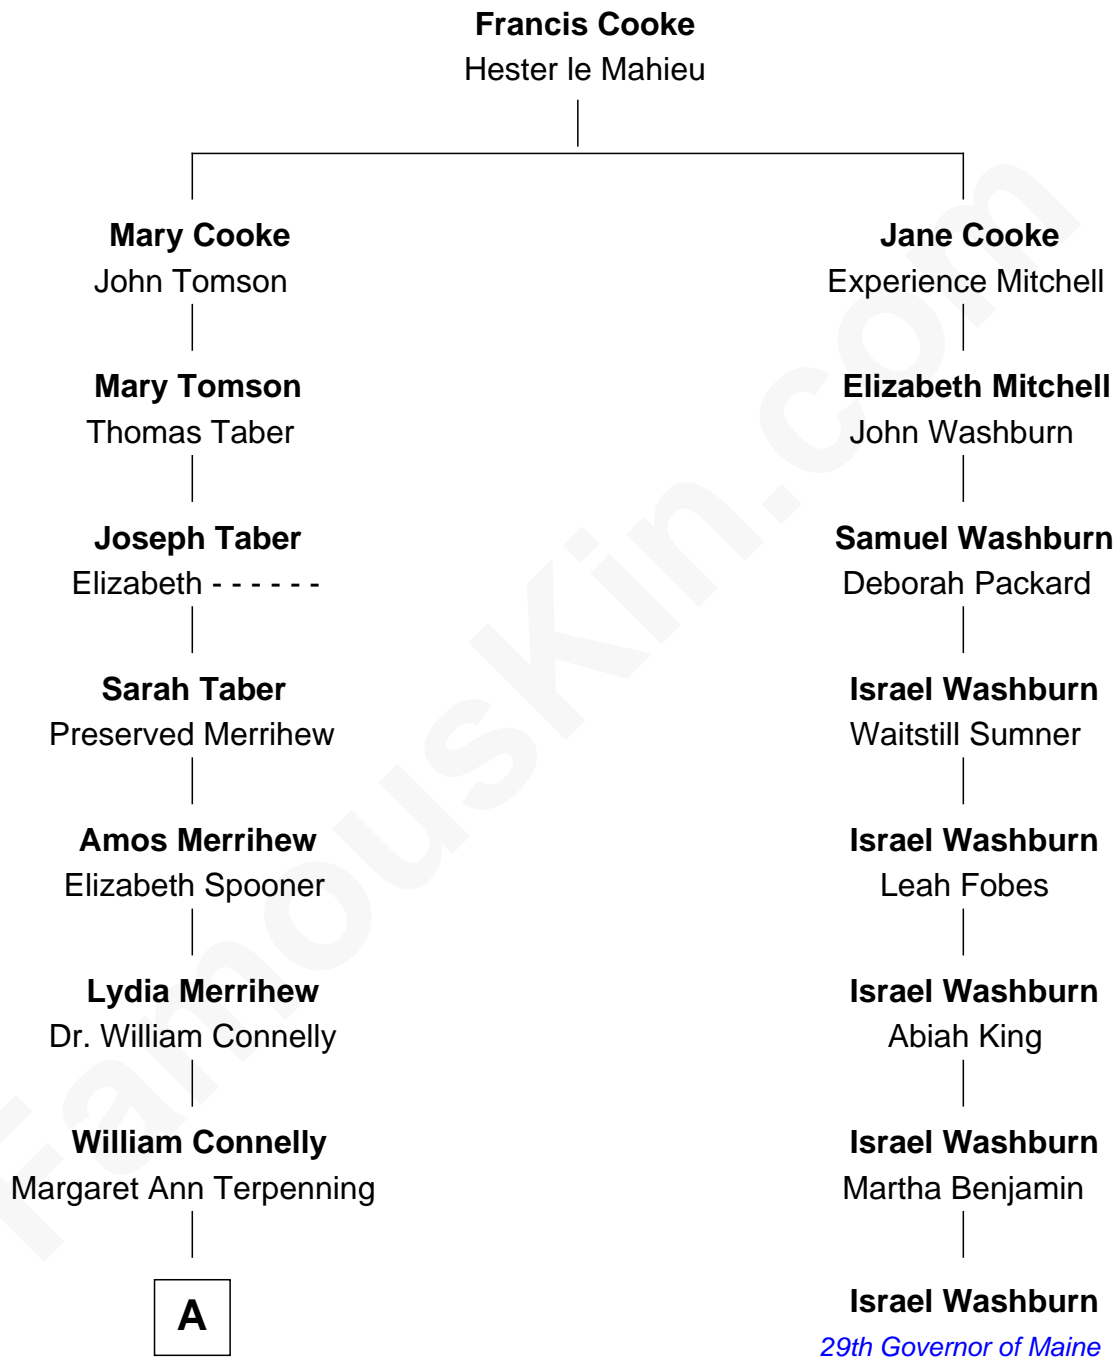 Francis Cooke
Hester le Mahieu
Mary Cooke
John Tomson
Jane Cooke
Experience Mitchell
Mary Tomson
Thomas Taber
Elizabeth Mitchell
John Washburn
Joseph Taber
Elizabeth - - - - - -
Samuel Washburn
Deborah Packard
Sarah Taber
Preserved Merrihew
Israel Washburn
Waitstill Sumner
Amos Merrihew
Elizabeth Spooner
Israel Washburn
Leah Fobes
Lydia Merrihew
Dr. William Connelly
Israel Washburn
Abiah King
William Connelly
Margaret Ann Terpenning
Israel Washburn
Martha Benjamin
A
Israel Washburn
29th Governor of Maine
FamousKin.com